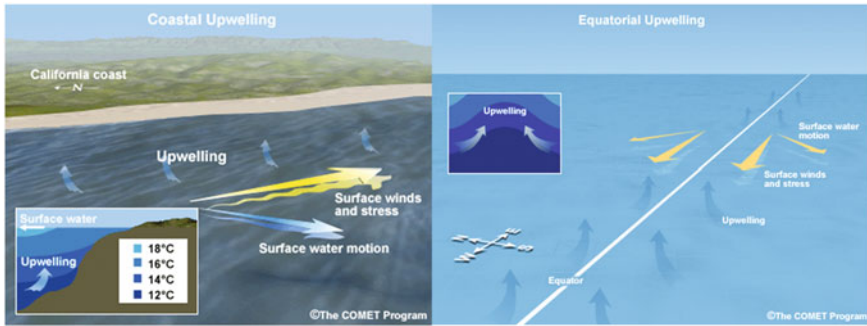 Coastal Upwelling
California coast
N
Upwelling
Surface winds
and stress
Surface water motion
Surface water
Upwelling
18°C
16°C
14°C
12°C
©The COMET Program
Equatorial Upwelling
Upwelling
Surface water
motion
Surface winds
and stress
Upwelling
Equator
N
E
S
©The COMET Program